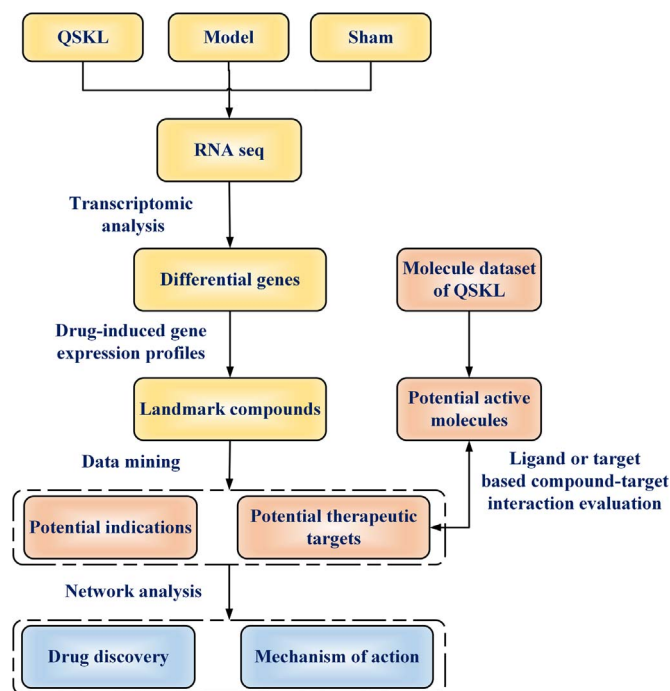 QSKL
Model
Sham
RNA seq
Transcriptomic
analysis
Differential genes
Molecule dataset
of QSKL
Drug-induced gene
expression profiles
Landmark compounds
Potential active
molecules
Data mining
Ligand or target
based compound-target
interaction evaluation
Potential indications
Potential therapeutic
targets
Network analysis
Drug discovery
Mechanism of action